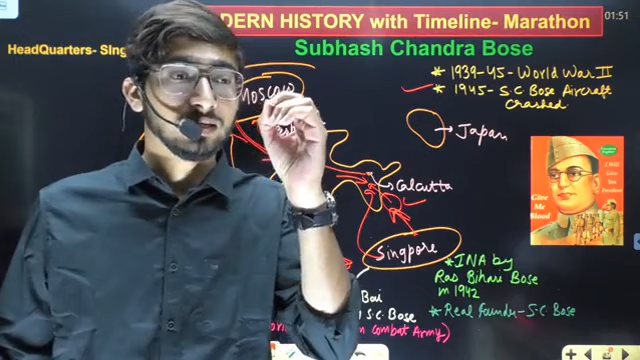 DERN HISTORY with Timeline- Marathon
01:51
HeadQuarters- Sing
Subhash Chandra Bose
* 1939-45- World War II
* 1945- S.C. Bose Aircraft
Crashed.
Moscow
Japan
Calcutta
Singpore
Give Me
Blood
I Will
Give You
Freedom
* INA by
Ras Bihari Bose
in 1942
* Real founder- S.C. Bose
Bai
S.C. Bose
n combat Army)